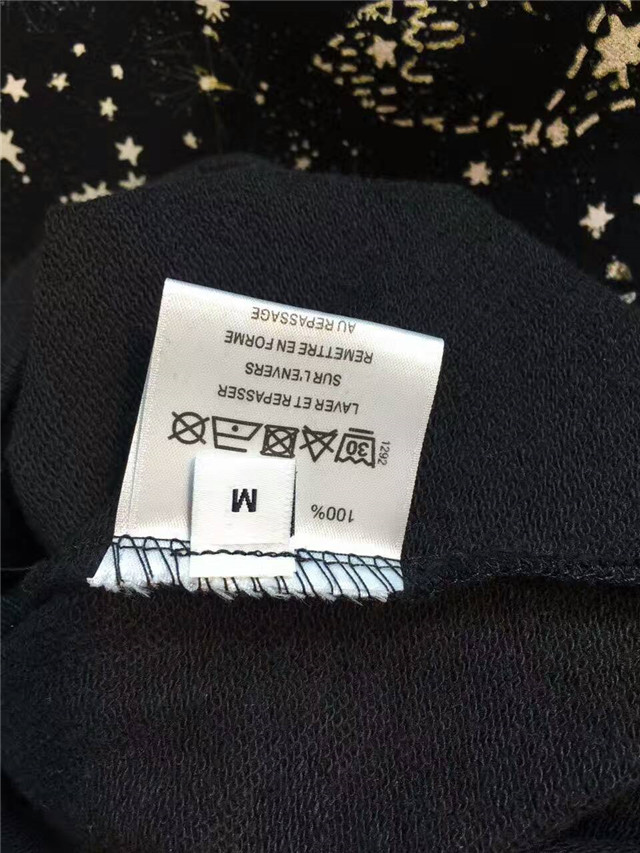 100%
M
1292
30
LAVER ET REPASSER
SUR L'ENVERS
REMETTRE EN FORME
AU REPASSAGE